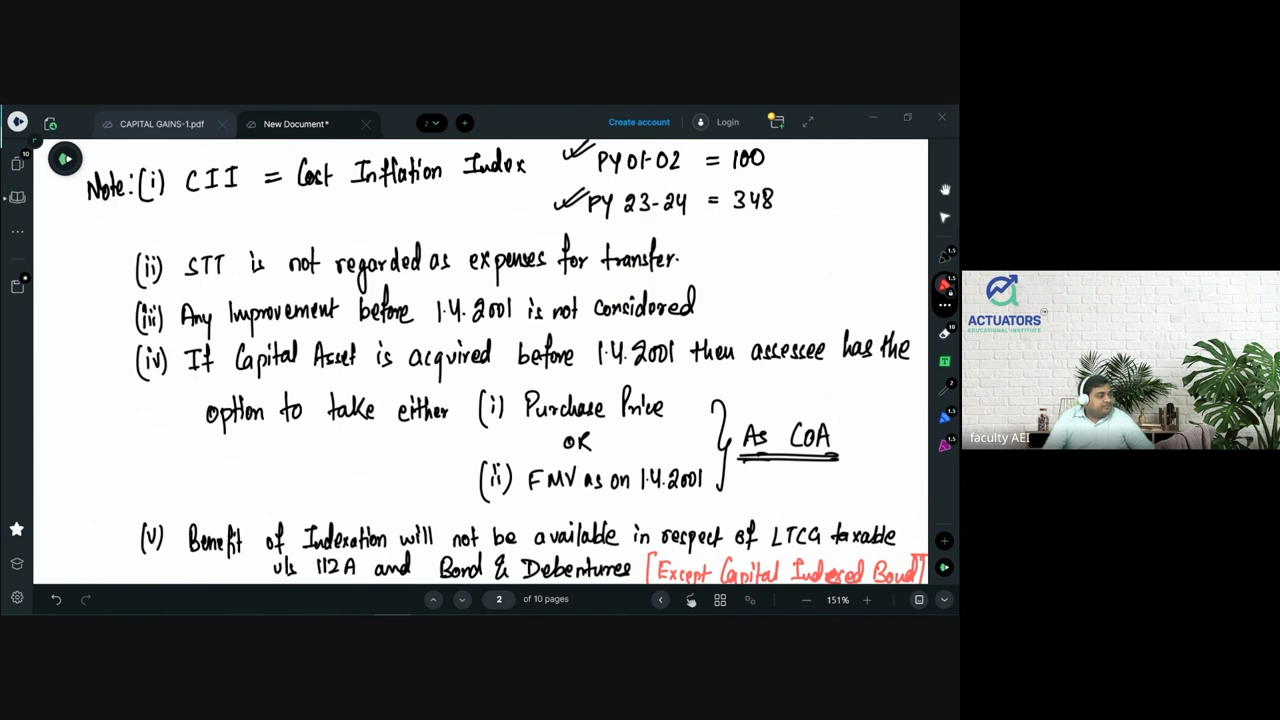 CAPITAL GAINS-1.pdf
New Document*
2
Create account
Login
Note: (i) CII = Cost Inflation Index
PY 01-02 = 100
PY 23-24 = 348
(ii) STT is not regarded as expenses for transfer.
(iii) Any Improvement before 1.4.2001 is not considered
(iv) If Capital Asset is acquired before 1.4.2001 then assessee has the
option to take either (i) Purchase Price
OR
(ii) FMV as on 1.4.2001
As COA
(v) Benefit of Indexation will not be available in respect of LTCG taxable
u/s 112A and Bond & Debentures [Except Capital Indexed Bond]
2 of 10 pages
151%
ACTUATORS
EDUCATIONAL INSTITUTE
faculty AEI